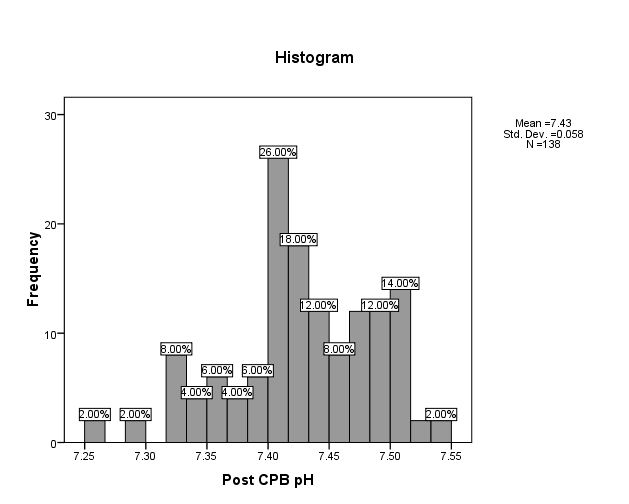 Histogram
Mean =7.43
Std. Dev. =0.058
N =138
30
20
10
0
Frequency
2.00%
2.00%
8.00%
4.00%
6.00%
4.00%
6.00%
26.00%
18.00%
12.00%
8.00%
12.00%
14.00%
2.00%
7.25 7.30 7.35 7.40 7.45 7.50 7.55
Post CPB pH